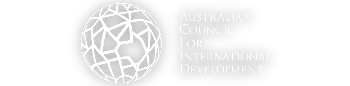 AUSTRALIAN
COUNCIL
FOR
INTERNATIONAL
DEVELOPMENT